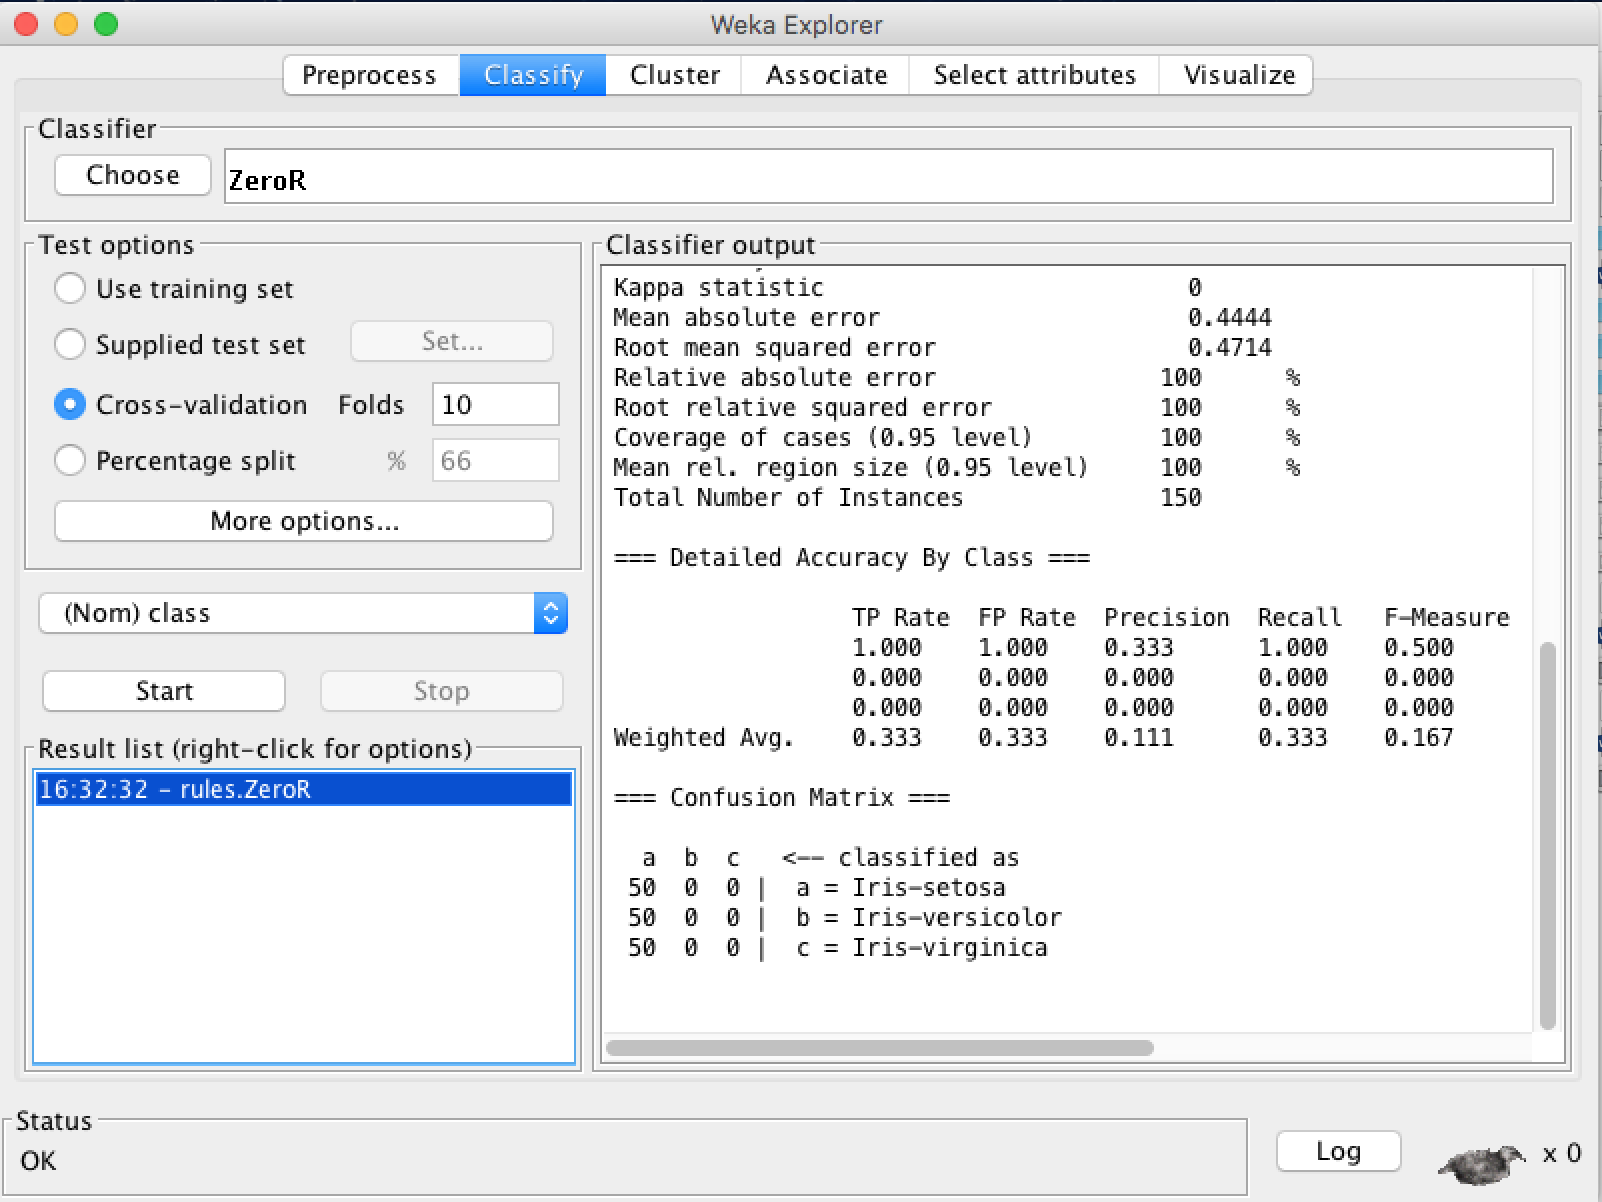 Weka Explorer
Preprocess Classify Cluster Associate Select attributes Visualize
Classifier
Choose ZeroR
Test options
Use training set
Supplied test set Set...
Cross-validation Folds 10
Percentage split % 66
More options...
(Nom) class
Start Stop
Result list (right-click for options)
16:32:32 - rules.ZeroR
Classifier output
Kappa statistic 0
Mean absolute error 0.4444
Root mean squared error 0.4714
Relative absolute error 100 %
Root relative squared error 100 %
Coverage of cases (0.95 level) 100 %
Mean rel. region size (0.95 level) 100 %
Total Number of Instances 150
=== Detailed Accuracy By Class ===
TP Rate FP Rate Precision Recall F-Measure
1.000 1.000 0.333 1.000 0.500
0.000 0.000 0.000 0.000 0.000
0.000 0.000 0.000 0.000 0.000
Weighted Avg. 0.333 0.333 0.111 0.333 0.167
=== Confusion Matrix ===
a b c <-- classified as
50 0 0 | a = Iris-setosa
50 0 0 | b = Iris-versicolor
50 0 0 | c = Iris-virginica
Status
OK
Log x 0